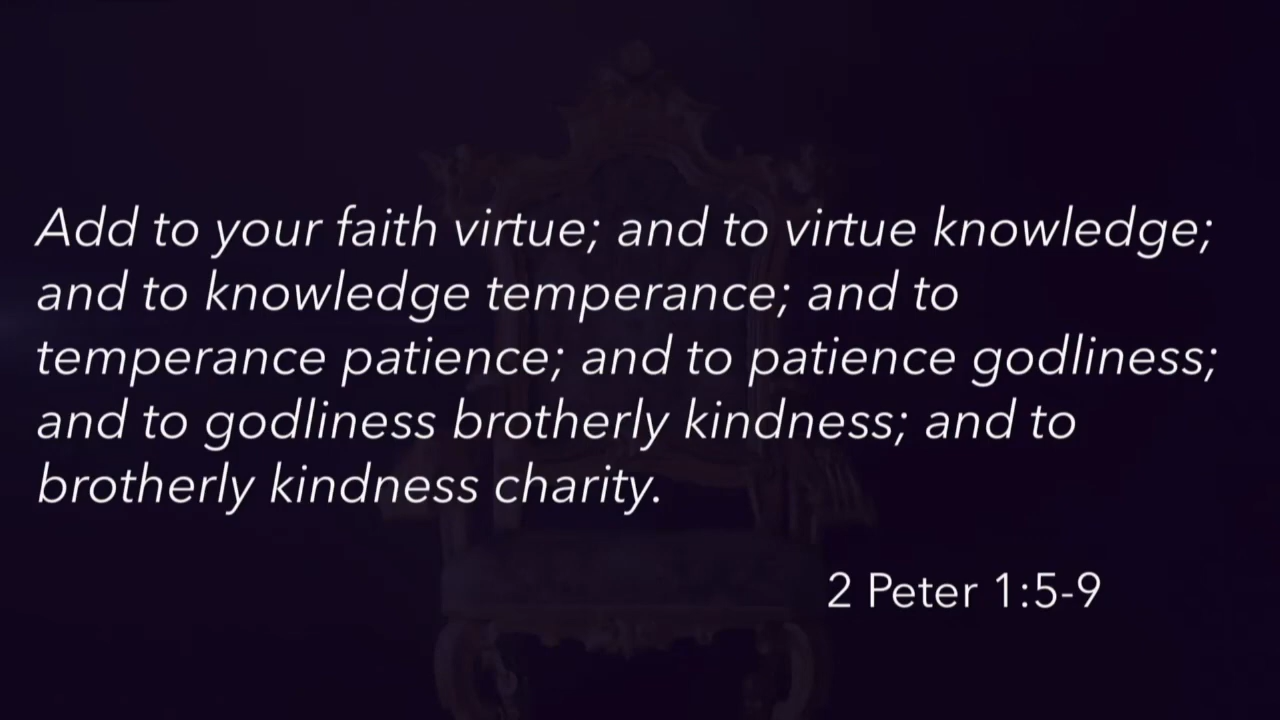 Add to your faith virtue; and to virtue knowledge;
and to knowledge temperance; and to
temperance patience; and to patience godliness;
and to godliness brotherly kindness; and to
brotherly kindness charity.
2 Peter 1:5-9